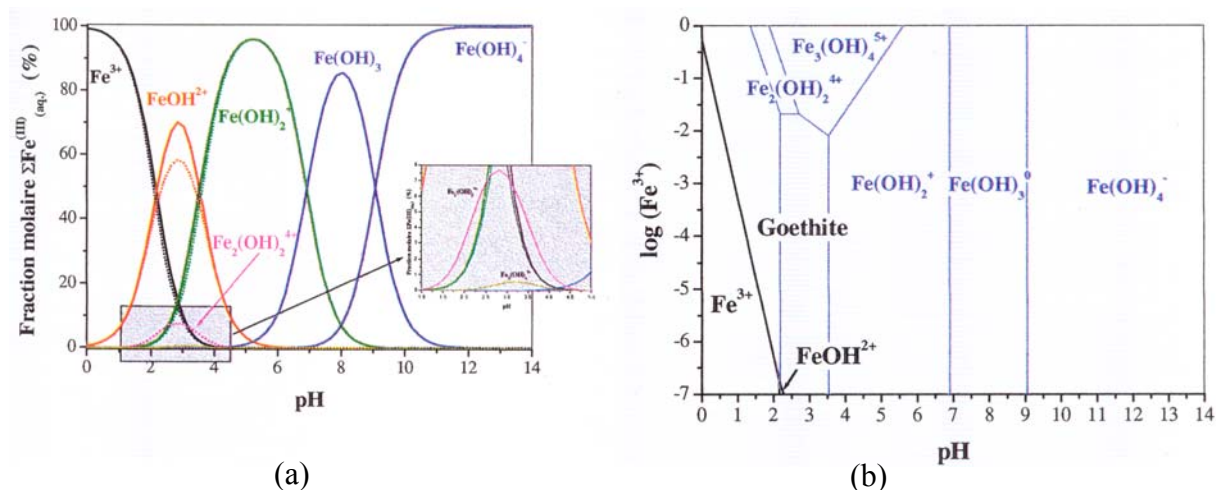 100
80
60
40
20
0
Fraction molaire ΣFe(III)(aq.) (%)
Fe3+
FeOH2+
Fe(OH)2+
Fe(OH)3
Fe(OH)4-
Fe2(OH)24+
0 2 4 6 8 10 12 14
pH
Fraction molaire
pH
(a)
-0
-1
-2
-3
-4
-5
-6
-7
log (Fe3+)
Fe3(OH)45+
Fe2(OH)24+
Fe(OH)2+
Fe(OH)30
Fe(OH)4-
Goethite
Fe3+
FeOH2+
0 1 2 3 4 5 6 7 8 9 10 11 12 13 14
pH
(b)